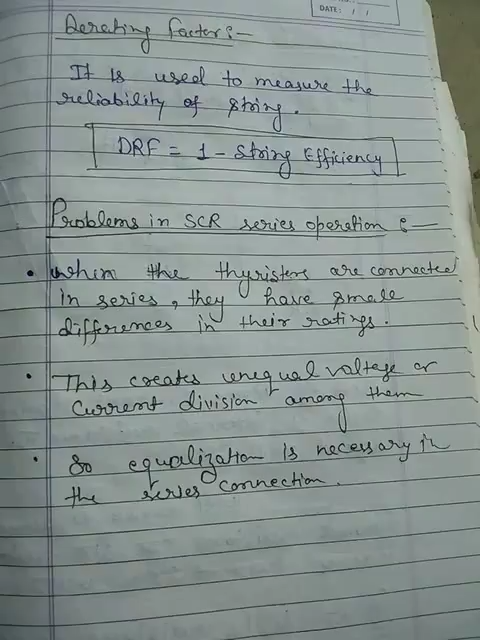 DATE: / /
Derating Factor :-
It is used to measure the
reliability of string.
DRF = 1 - String Efficiency
Problems in SCR series operation :-
• When the thyristors are connected
in series, they have small
differences in their ratings.
• This creates unequal voltage or
current division among them
• So equalization is necessary in
the series connection.